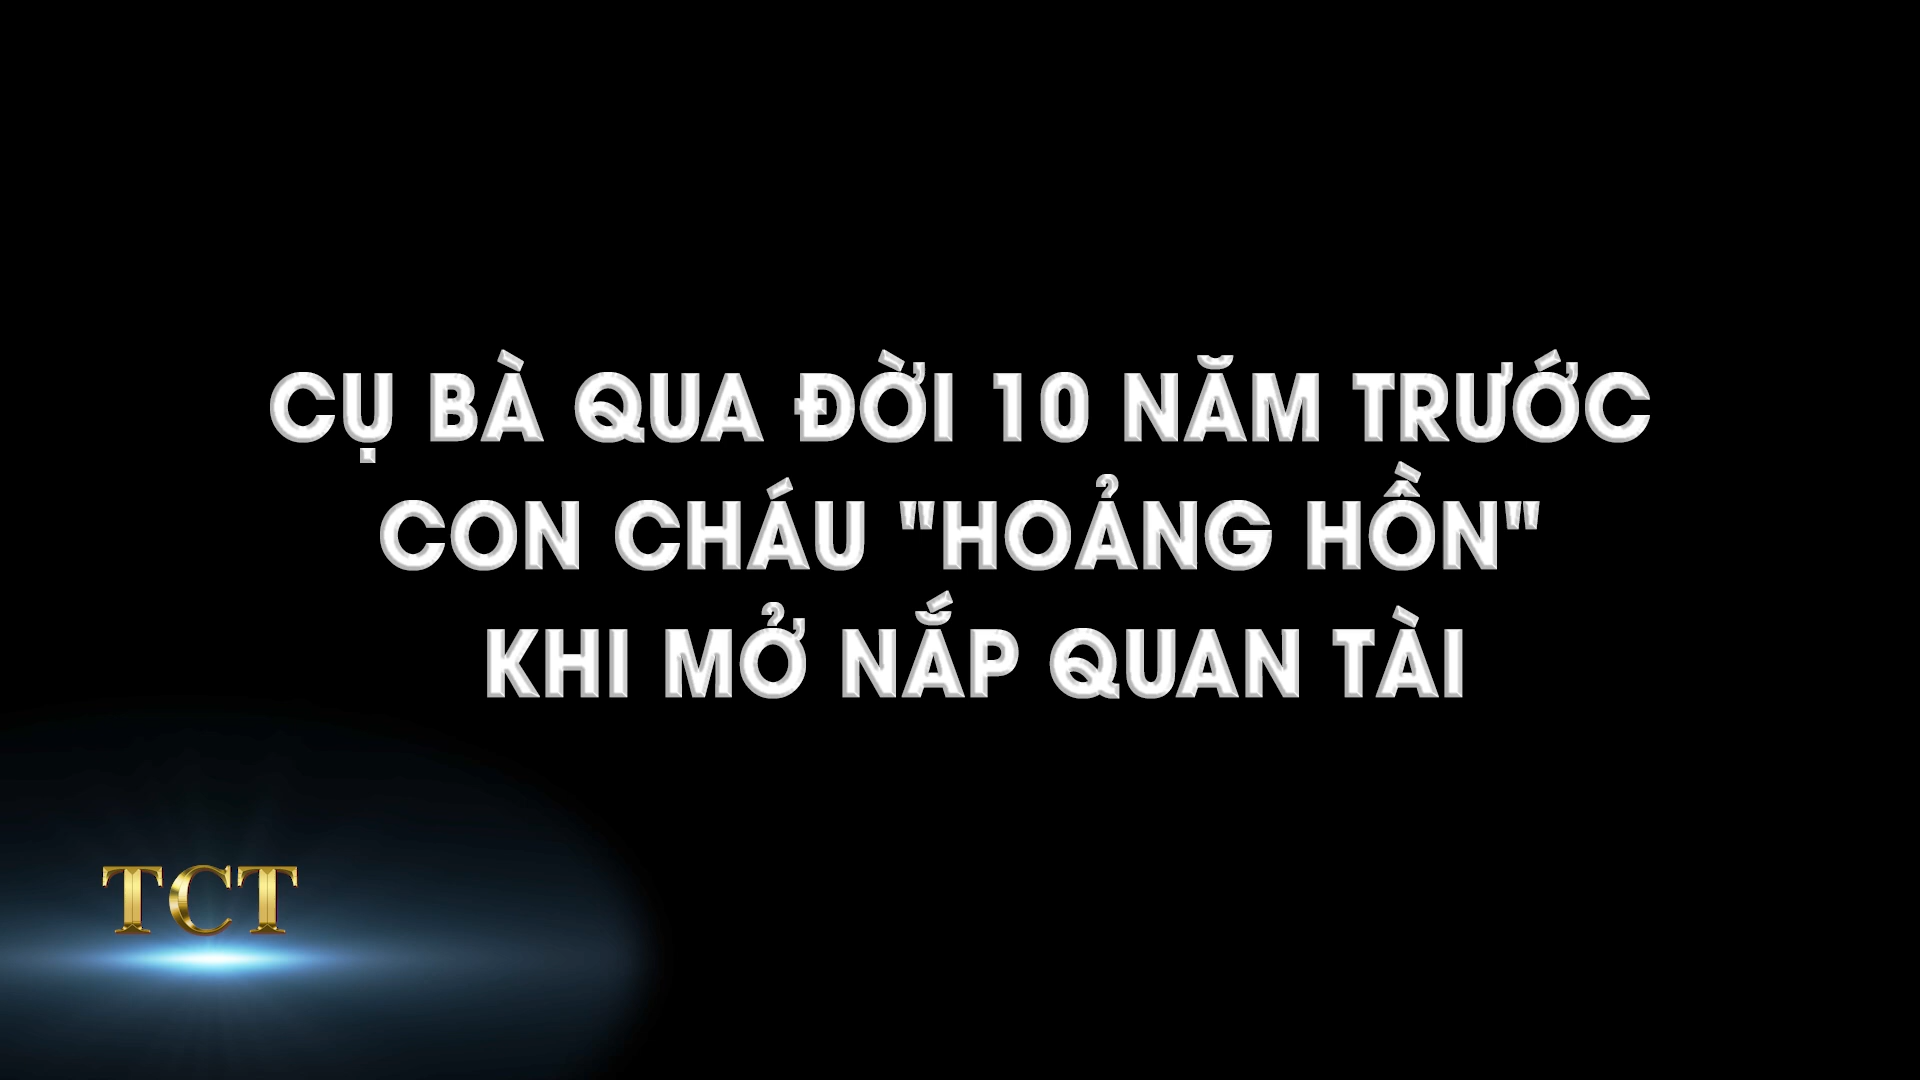 CỤ BÀ QUA ĐỜI 10 NĂM TRƯỚC
CON CHÁU "HOẢNG HỒN"
KHI MỞ NẮP QUAN TÀI
TCT